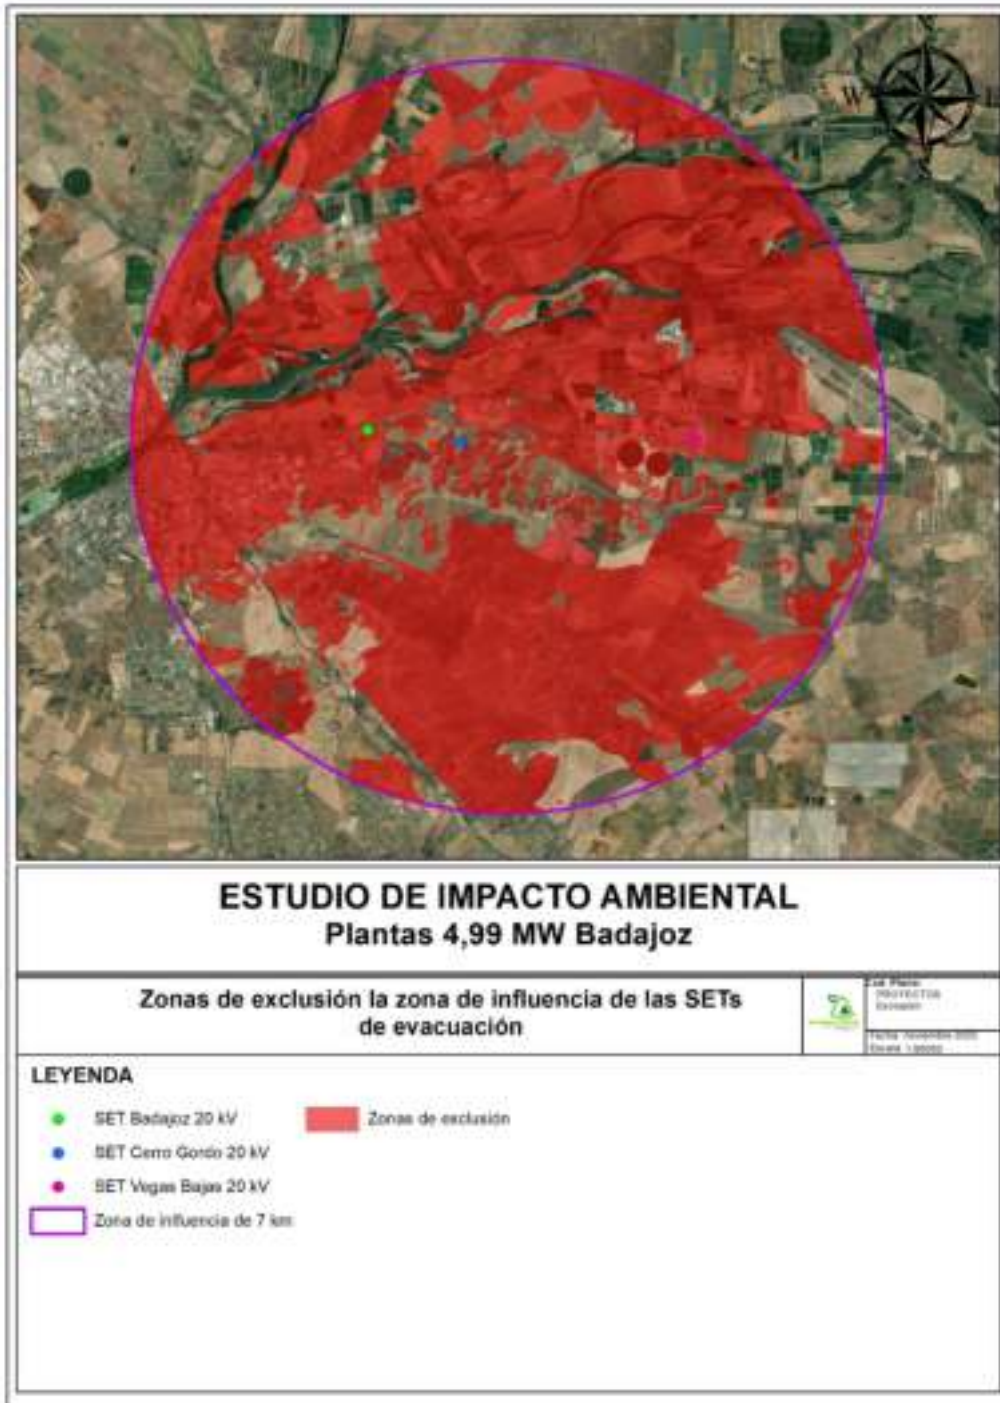 W
E
S
ESTUDIO DE IMPACTO AMBIENTAL
Plantas 4,99 MW Badajoz
Zonas de exclusión la zona de influencia de las SETs
de evacuación
LEYENDA
SET Badajoz 20 kV
Zonas de exclusión
SET Cerro Gordo 20 kV
SET Vegas Bajas 20 kV
Zona de influencia de 7 km